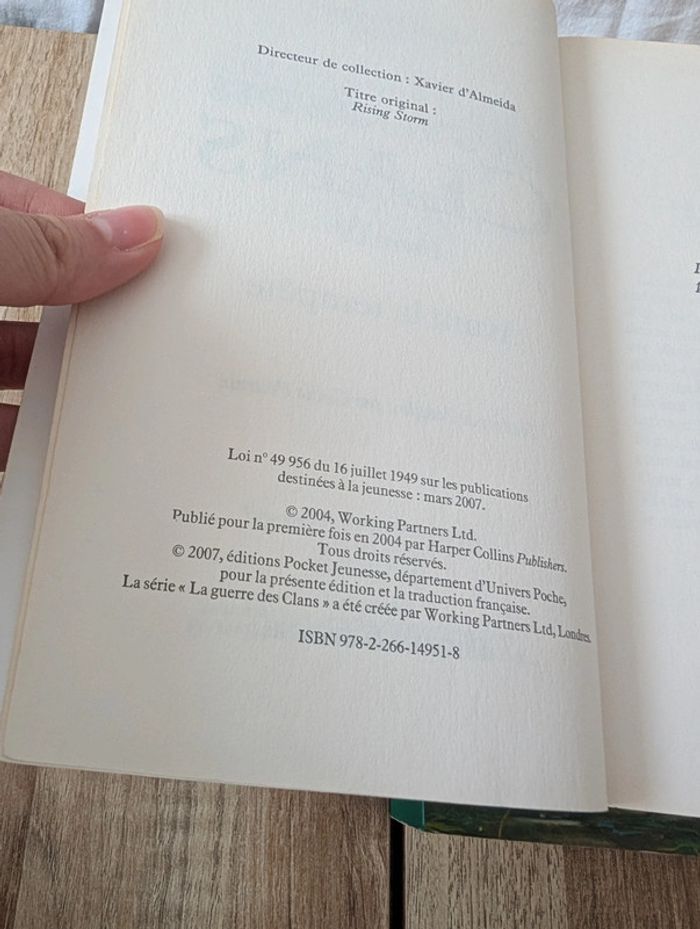 Directeur de collection : Xavier d'Almeida
Titre original :
Rising Storm
Loi n° 49 956 du 16 juillet 1949 sur les publications
destinées à la jeunesse : mars 2007.
© 2004, Working Partners Ltd.
Publié pour la première fois en 2004 par Harper Collins Publishers.
Tous droits réservés.
© 2007, éditions Pocket Jeunesse, département d'Univers Poche,
pour la présente édition et la traduction française.
La série « La guerre des Clans » a été créée par Working Partners Ltd, Londres.
ISBN 978-2-266-14951-8